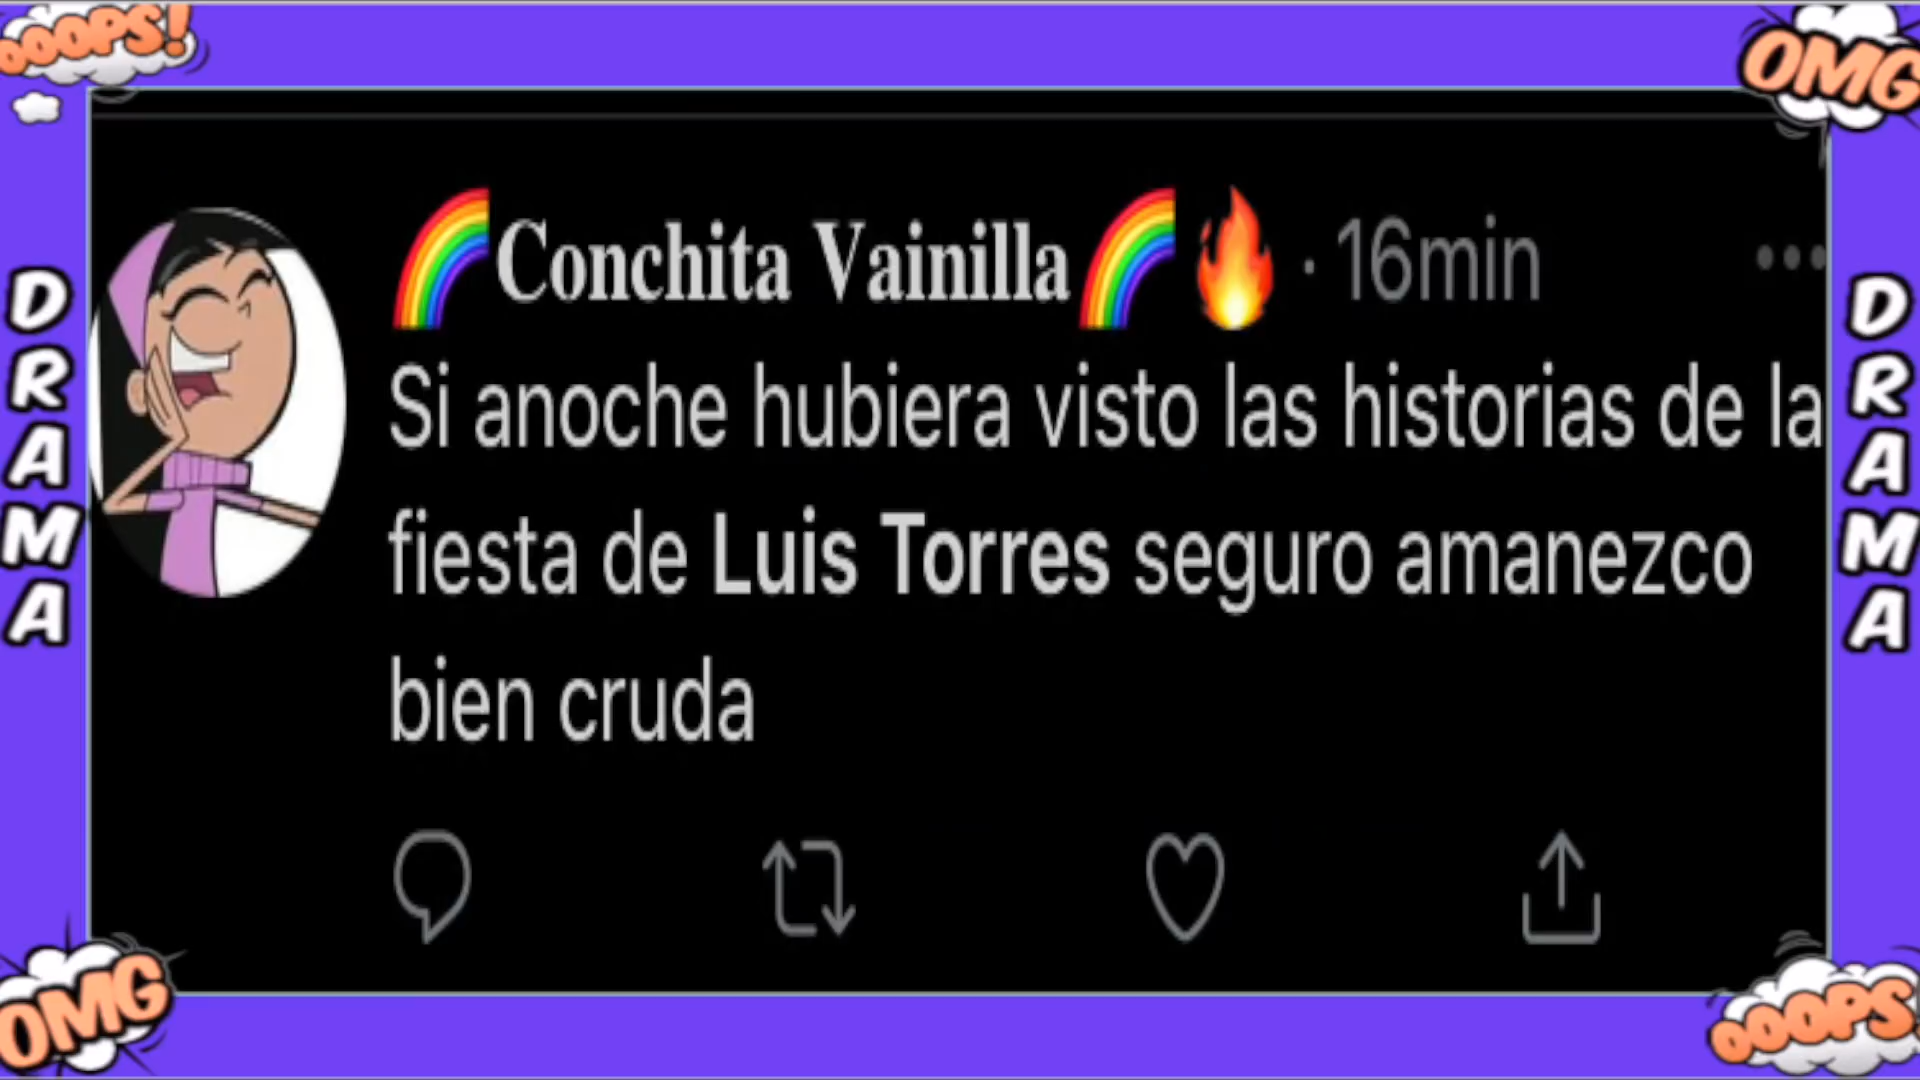 OOOPS!
OMG
🌈Conchita Vainilla🌈🔥 · 16min
Si anoche hubiera visto las historias de la
fiesta de Luis Torres seguro amanezco
bien cruda
DRAMA
DRAMA
OMG
OOOPS